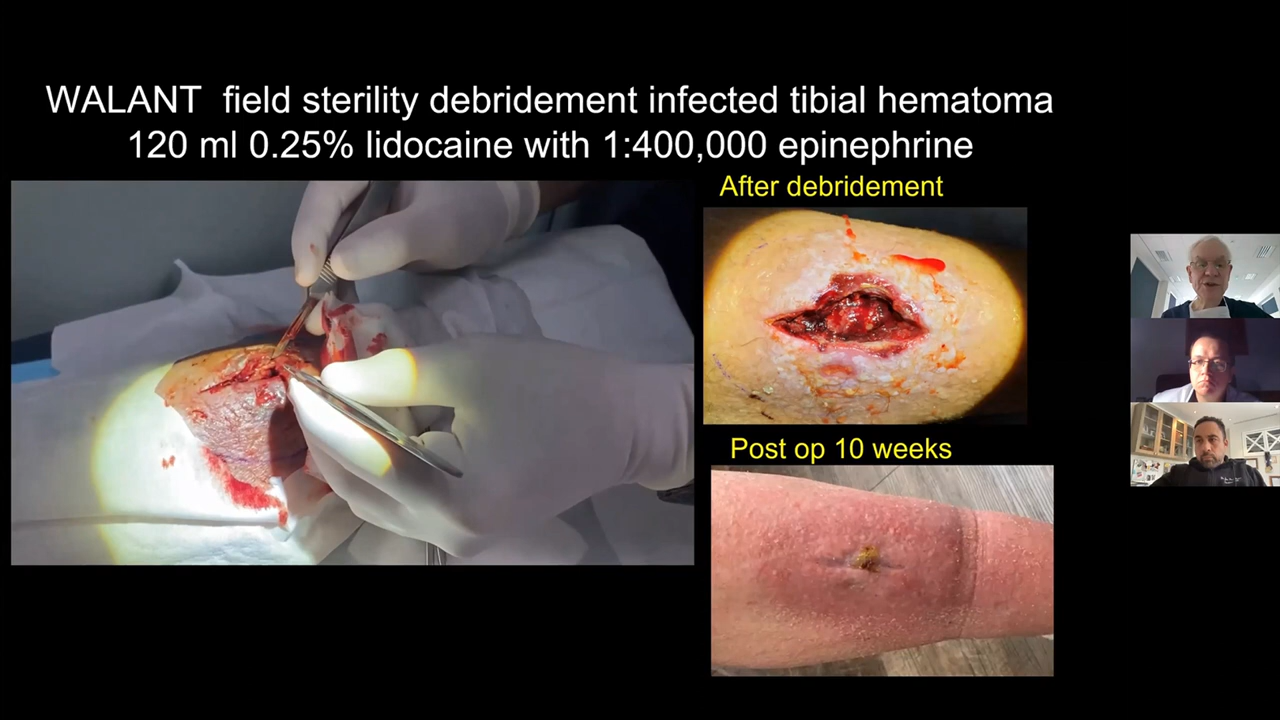 WALANT field sterility debridement infected tibial hematoma
120 ml 0.25% lidocaine with 1:400,000 epinephrine
After debridement
Post op 10 weeks